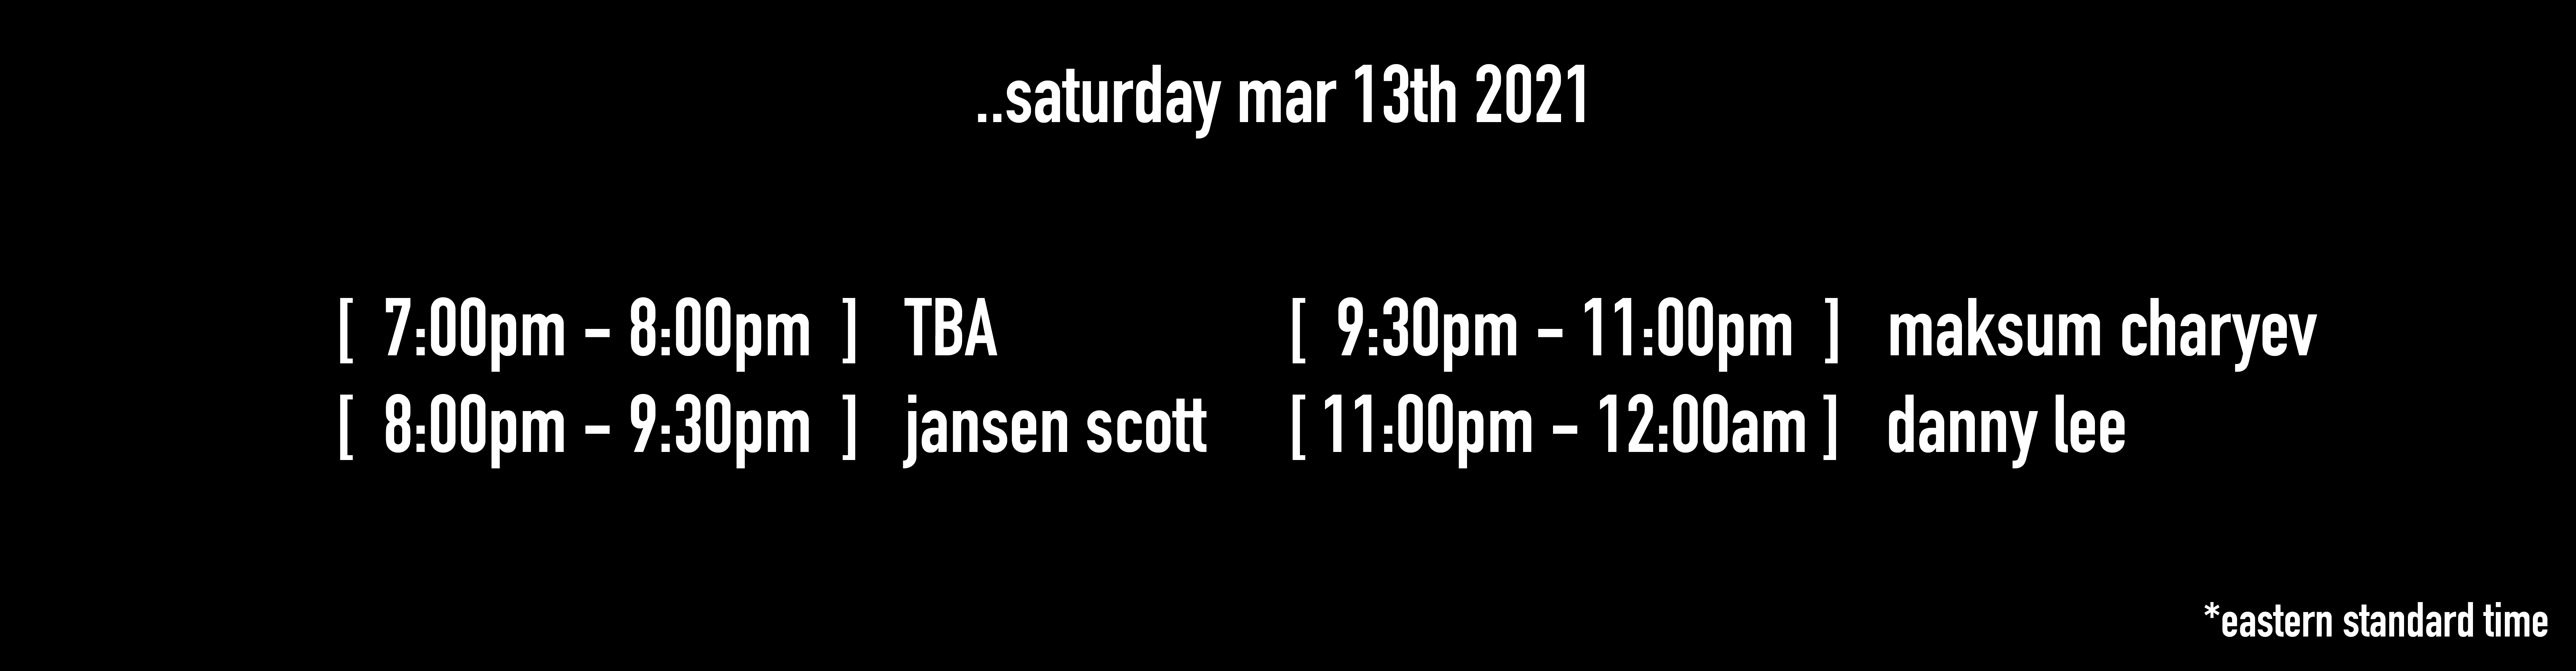 ..saturday mar 13th 2021
[ 7:00pm – 8:00pm ] TBA
[ 8:00pm – 9:30pm ] jansen scott
[ 9:30pm – 11:00pm ] maksum charyev
[ 11:00pm – 12:00am ] danny lee
*eastern standard time